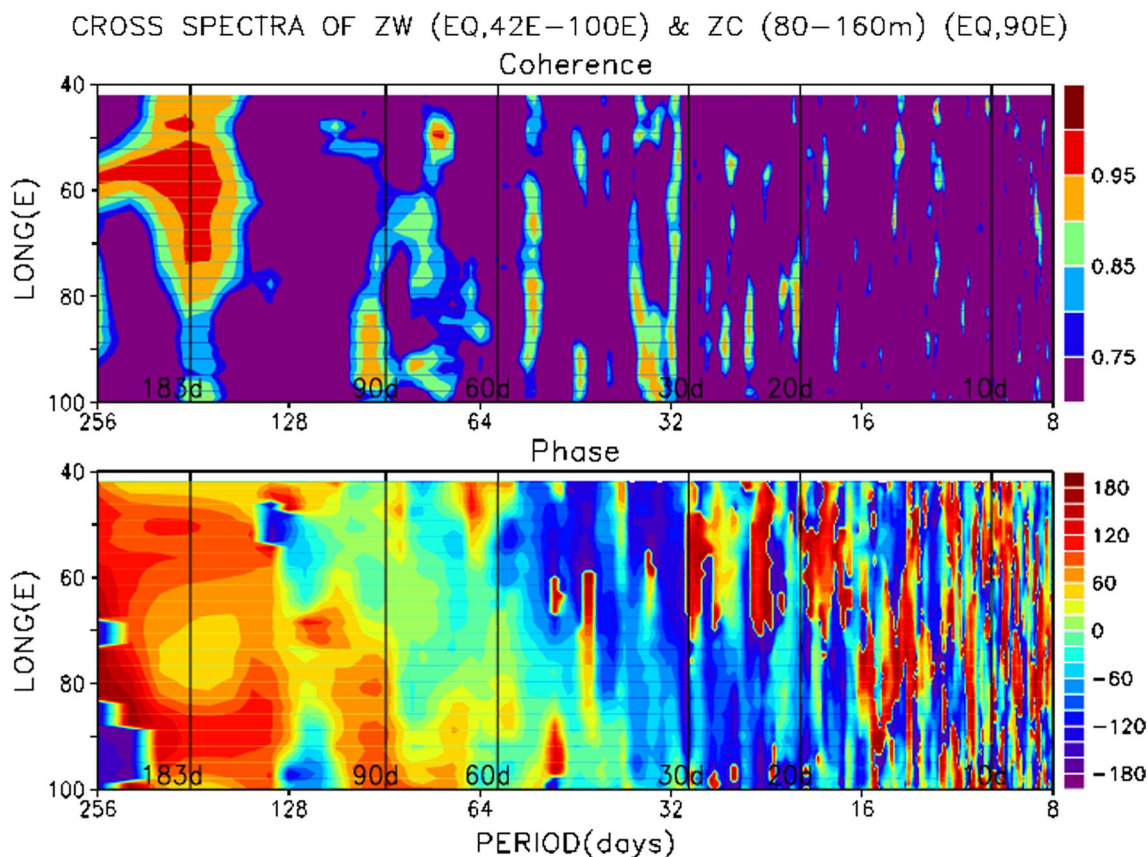 CROSS SPECTRA OF ZW (EQ,42E−100E) & ZC (80−160m) (EQ,90E)
Coherence
40
60
80
100
LONG(E)
183d 90d 60d 30d 20d 10d
256 128 64 32 16 8
0.95
0.85
0.75
Phase
40
60
80
100
LONG(E)
183d 90d 60d 30d 20d 10d
256 128 64 32 16 8
180
120
60
0
−60
−120
−180
PERIOD(days)